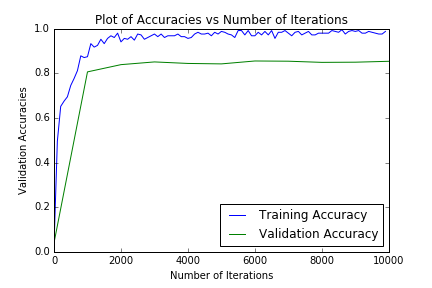 Plot of Accuracies vs Number of Iterations
1.0
0.8
0.6
0.4
0.2
0.0
Validation Accuracies
Training Accuracy
Validation Accuracy
0 2000 4000 6000 8000 10000
Number of Iterations